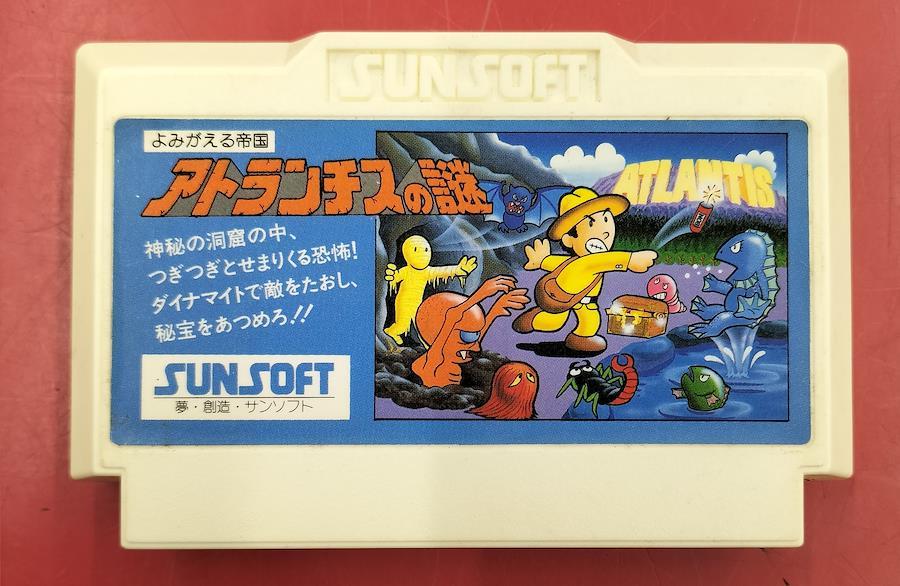 SUNSOFT
よみがえる帝国
アトランチスの謎
ATLANTIS
神秘の洞窟の中、
つぎつぎとせまりくる恐怖!
ダイナマイトで敵をたおし、
秘宝をあつめろ!!
SUNSOFT
夢・創造・サンソフト